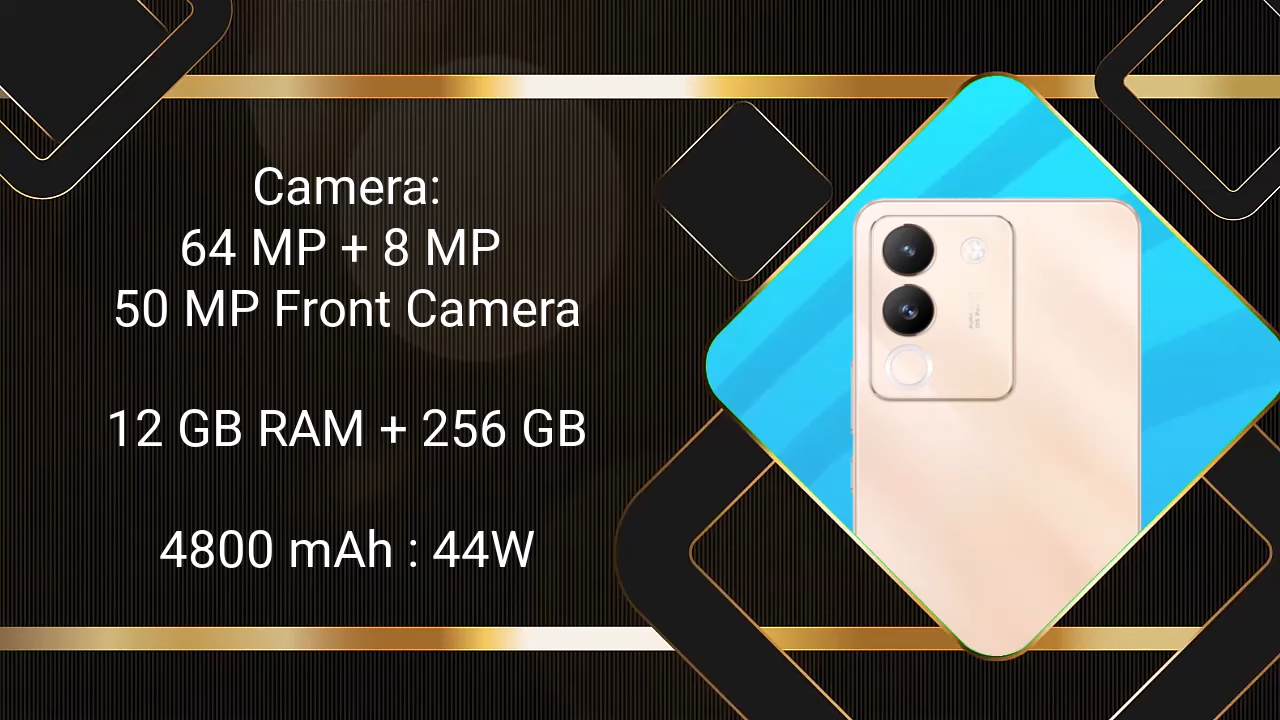 Camera:
64 MP + 8 MP
50 MP Front Camera
12 GB RAM + 256 GB
4800 mAh : 44W